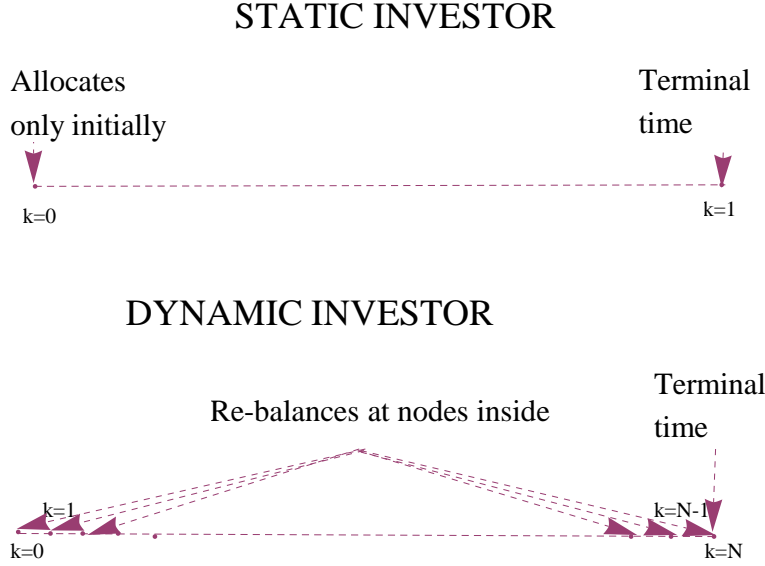 STATIC INVESTOR
Allocates
only initially
Terminal
time
k=0
k=1
DYNAMIC INVESTOR
Re-balances at nodes inside
Terminal
time
k=1
k=N-1
k=0
k=N